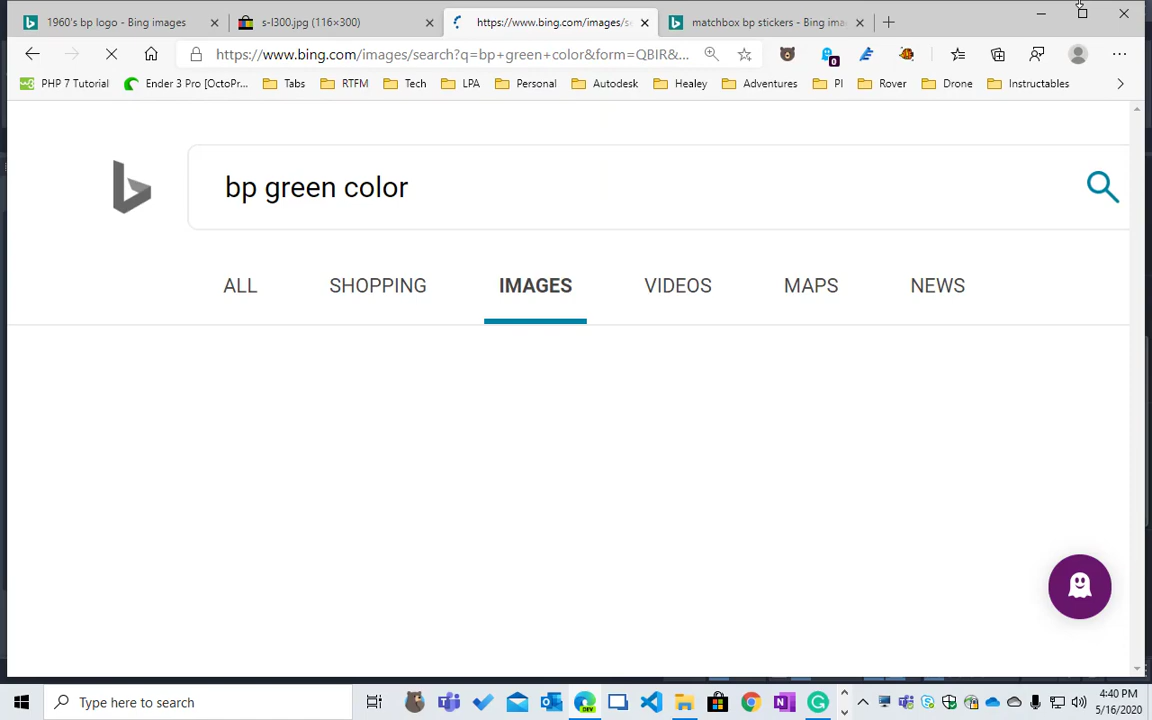 1960's bp logo - Bing images
s-l300.jpg (116×300)
https://www.bing.com/images/s
matchbox bp stickers - Bing ima
https://www.bing.com/images/search?q=bp+green+color&form=QBIR&...
0
PHP 7 Tutorial
Ender 3 Pro [OctoPr...
Tabs
RTFM
Tech
LPA
Personal
Autodesk
Healey
Adventures
PI
Rover
Drone
Instructables
bp green color
ALL
SHOPPING
IMAGES
VIDEOS
MAPS
NEWS
Type here to search
DEV
4:40 PM
5/16/2020